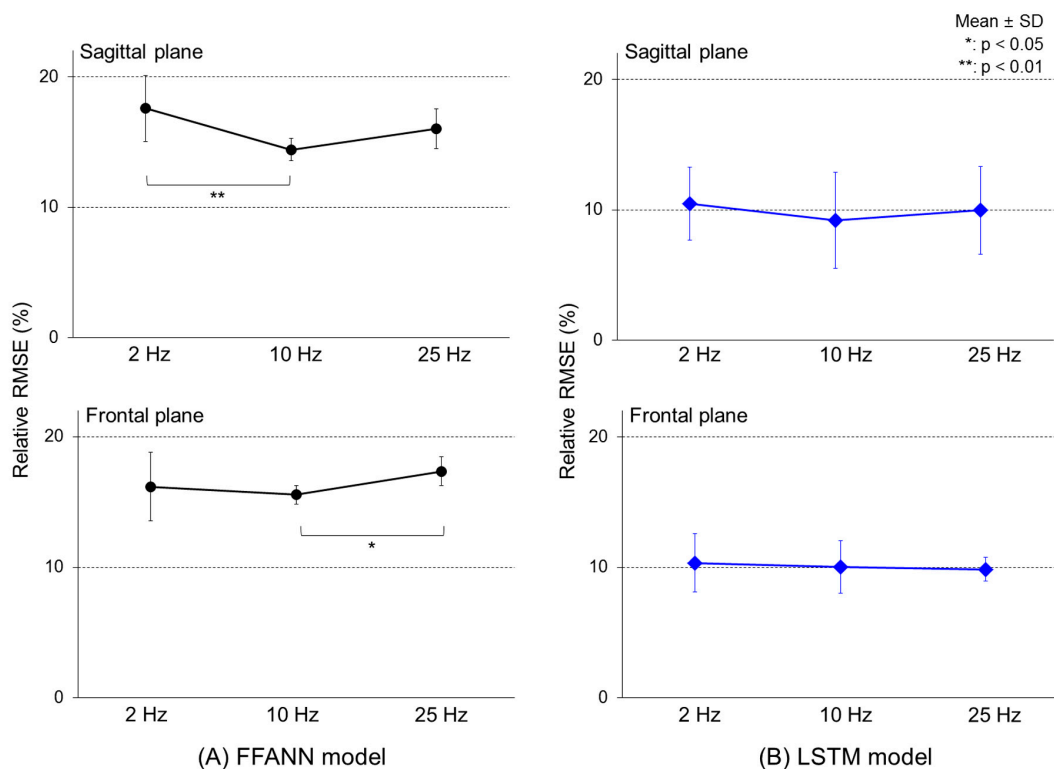 Mean ± SD
*: p < 0.05
**: p < 0.01
Relative RMSE (%)
Sagittal plane
20
10
0
**
2 Hz 10 Hz 25 Hz
Frontal plane
20
10
0
*
2 Hz 10 Hz 25 Hz
(A) FFANN model
Relative RMSE (%)
Sagittal plane
20
10
0
2 Hz 10 Hz 25 Hz
Frontal plane
20
10
0
2 Hz 10 Hz 25 Hz
(B) LSTM model